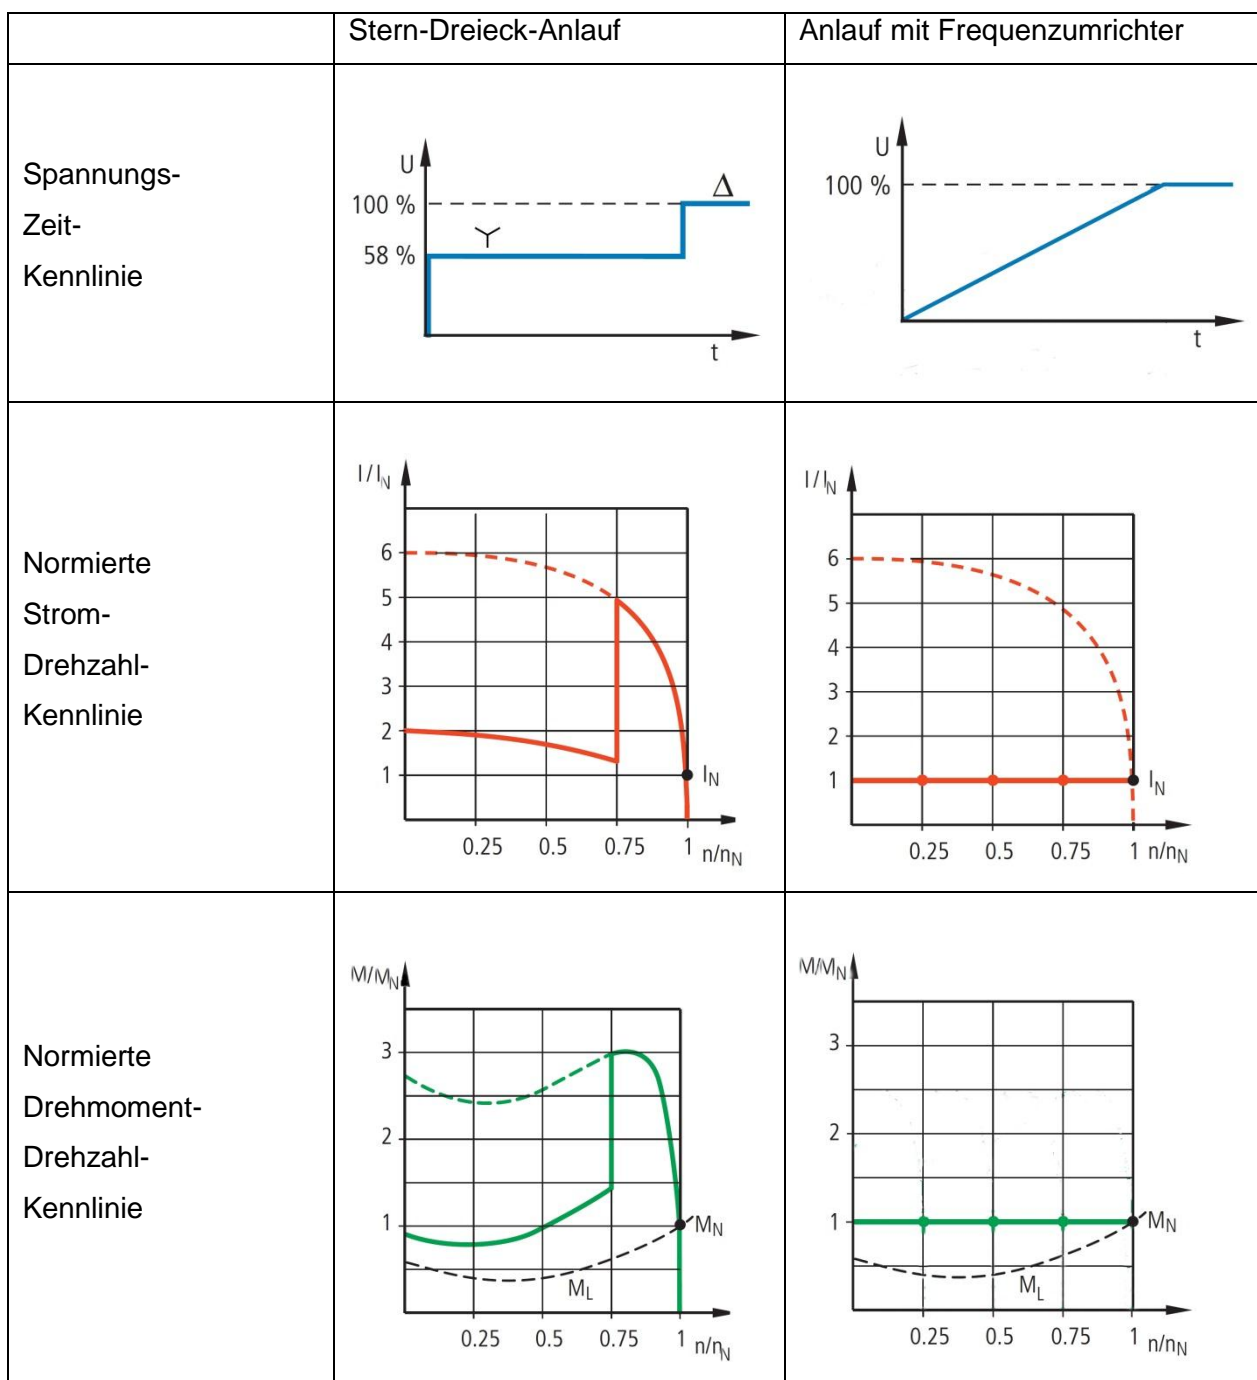 Stern-Dreieck-Anlauf
Anlauf mit Frequenzumrichter
Spannungs-
Zeit-
Kennlinie
U
100 %
58 %
Δ
t
U
100 %
t
Normierte
Strom-
Drehzahl-
Kennlinie
I/IN
6
5
4
3
2
1
IN
0.25 0.5 0.75 1 n/nN
I/IN
6
5
4
3
2
1
IN
0.25 0.5 0.75 1 n/nN
Normierte
Drehmoment-
Drehzahl-
Kennlinie
M/MN
3
2
1
MN
ML
0.25 0.5 0.75 1 n/nN
M/MN
3
2
1
MN
ML
0.25 0.5 0.75 1 n/nN